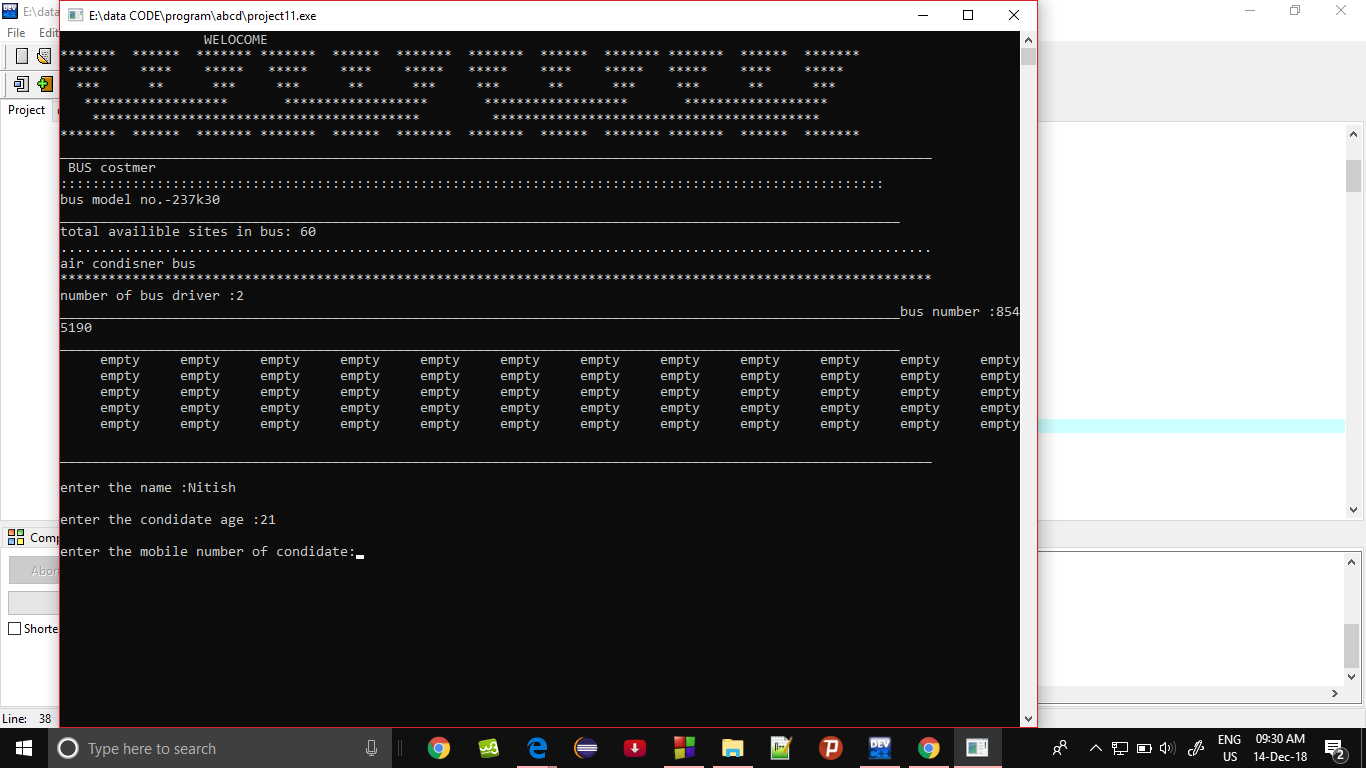 E:\data
E:\data CODE\program\abcd\project11.exe
File Edit
Project
WELOCOME
******* ****** ******* ******* ****** ******* ******* ****** ******* ******* ****** *******
***** **** ***** ***** **** ***** ***** **** ***** ***** **** *****
*** ** *** *** ** *** *** ** *** *** ** ***
****************** ****************** ****************** ******************
***************************************** *****************************************
******* ****** ******* ******* ****** ******* ******* ****** ******* ******* ****** *******
BUS costmer
:::::::::::::::::::::::::::::::::::::::::::::::::::::::::::::::::::::::::::::::::::::::::::::::::::::::
bus model no.-237k30
total availible sites in bus: 60
.............................................................................................................
air condisner bus
*************************************************************************************************************
number of bus driver :2
bus number :854
5190
empty empty empty empty empty empty empty empty empty empty empty empty
empty empty empty empty empty empty empty empty empty empty empty empty
empty empty empty empty empty empty empty empty empty empty empty empty
empty empty empty empty empty empty empty empty empty empty empty empty
empty empty empty empty empty empty empty empty empty empty empty empty
enter the name :Nitish
enter the condidate age :21
enter the mobile number of condidate:
Comp
Abor
Shorte
Line: 38
Type here to search
DEV
ENG
US
09:30 AM
14-Dec-18
2